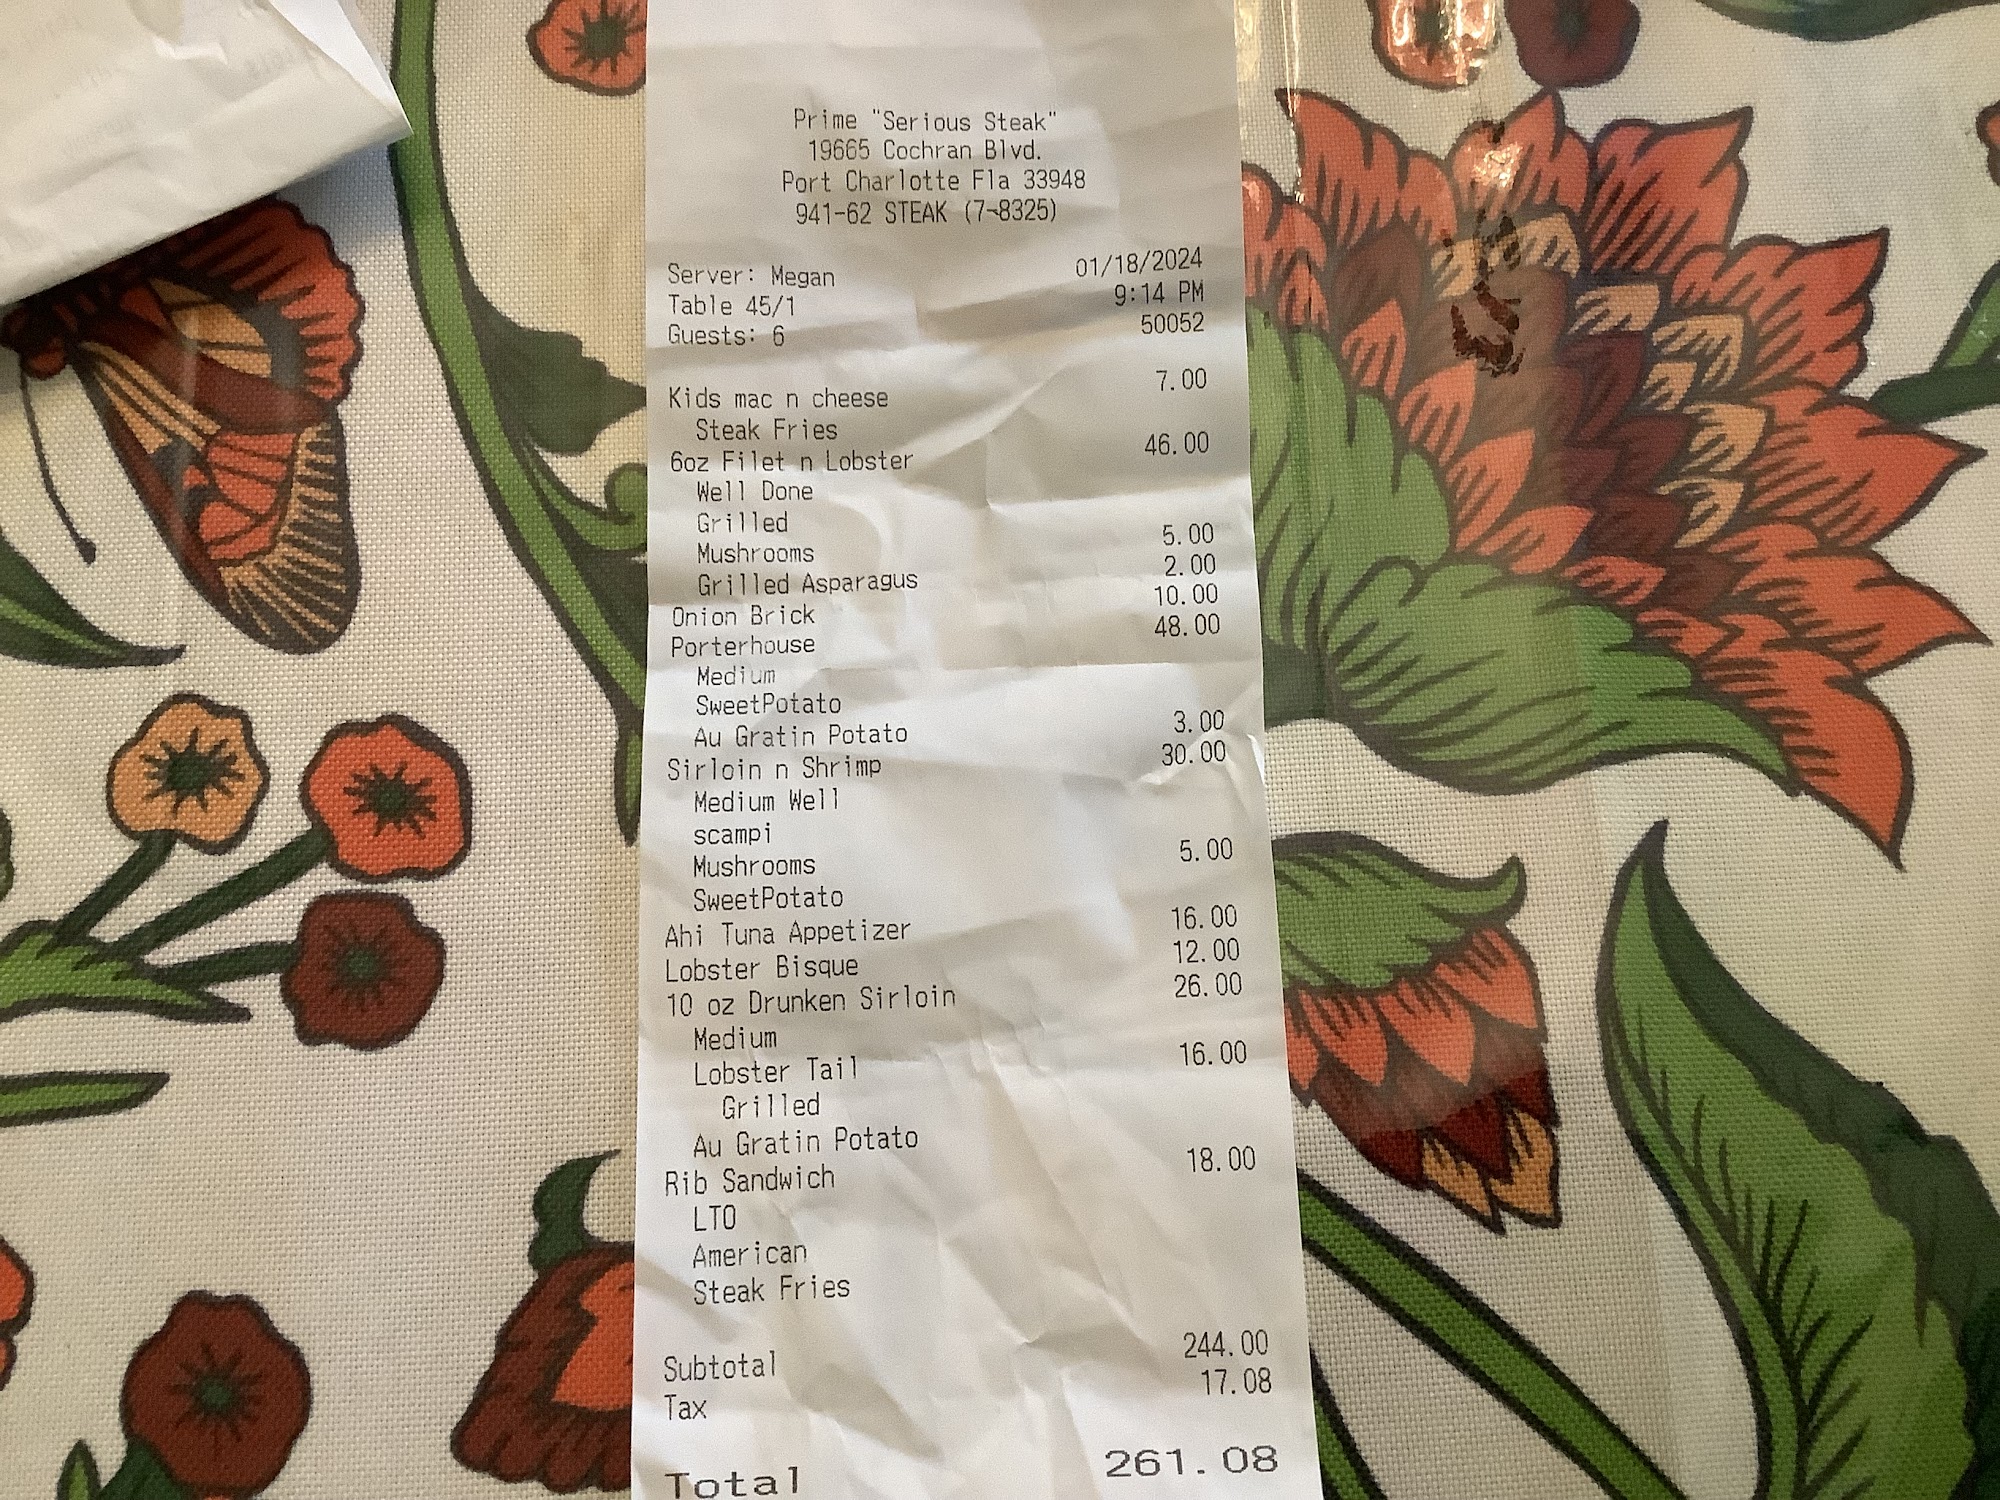 Prime "Serious Steak"
19665 Cochran Blvd.
Port Charlotte Fla 33948
941-62 STEAK (7-8325)
Server: Megan 01/18/2024
Table 45/1 9:14 PM
Guests: 6 50052
Kids mac n cheese 7.00
Steak Fries
6oz Filet n Lobster 46.00
Well Done
Grilled
Mushrooms 5.00
Grilled Asparagus 2.00
Onion Brick 10.00
Porterhouse 48.00
Medium
SweetPotato
Au Gratin Potato 3.00
Sirloin n Shrimp 30.00
Medium Well
scampi
Mushrooms 5.00
SweetPotato
Ahi Tuna Appetizer 16.00
Lobster Bisque 12.00
10 oz Drunken Sirloin 26.00
Medium
Lobster Tail 16.00
Grilled
Au Gratin Potato
Rib Sandwich 18.00
LTO
American
Steak Fries
Subtotal 244.00
Tax 17.08
Total 261.08